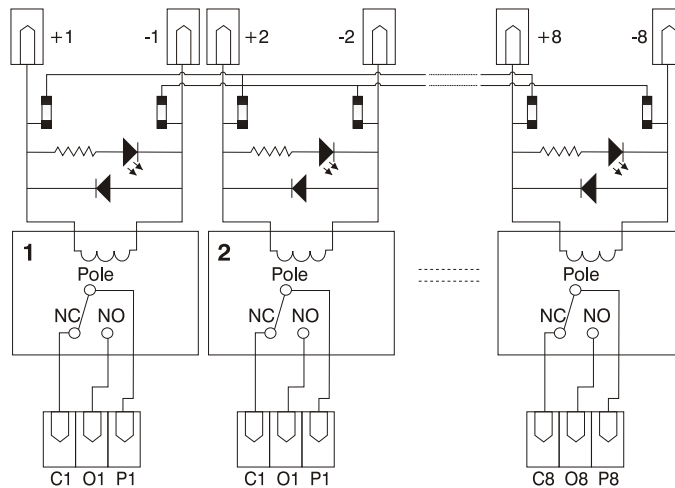 +1 -1 +2 -2 +8 -8
1 2
Pole Pole Pole
NC NO NC NO NC NO
C1 O1 P1 C1 O1 P1 C8 O8 P8